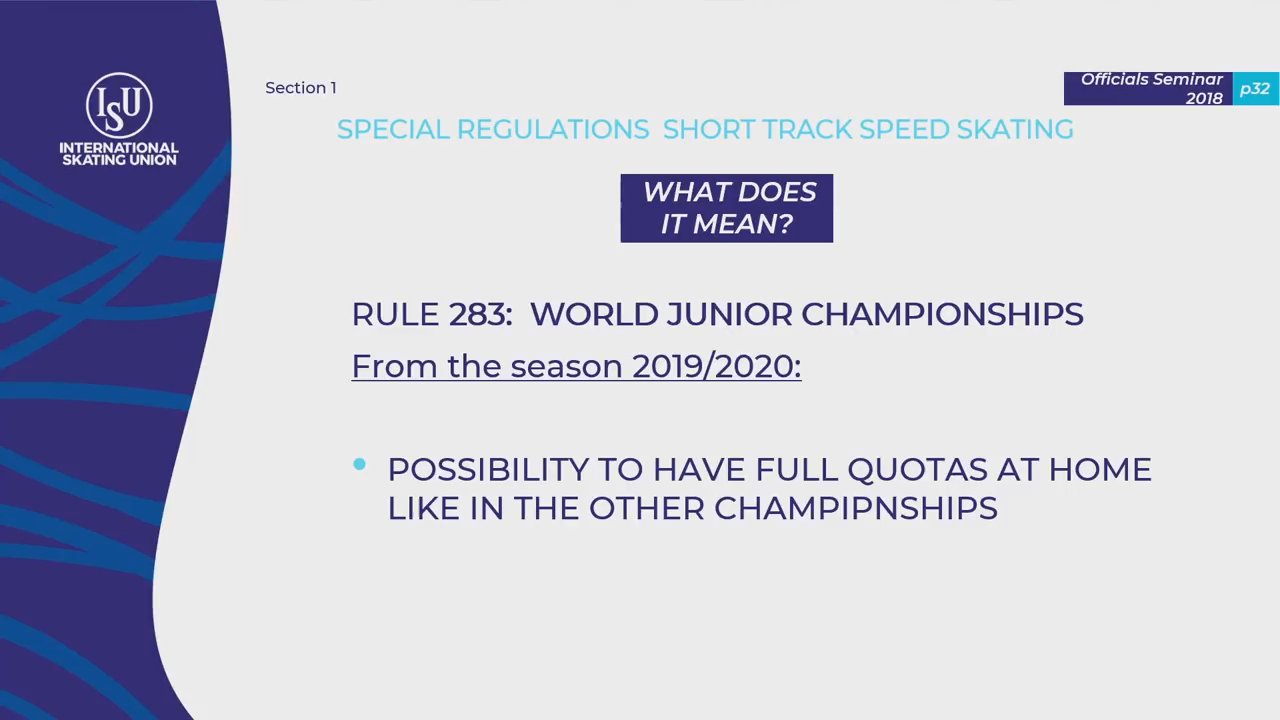 ISU
INTERNATIONAL
SKATING UNION
Section 1
Officials Seminar
2018
p32
SPECIAL REGULATIONS  SHORT TRACK SPEED SKATING
WHAT DOES
IT MEAN?
RULE 283:  WORLD JUNIOR CHAMPIONSHIPS
From the season 2019/2020:
• POSSIBILITY TO HAVE FULL QUOTAS AT HOME
LIKE IN THE OTHER CHAMPIPNSHIPS